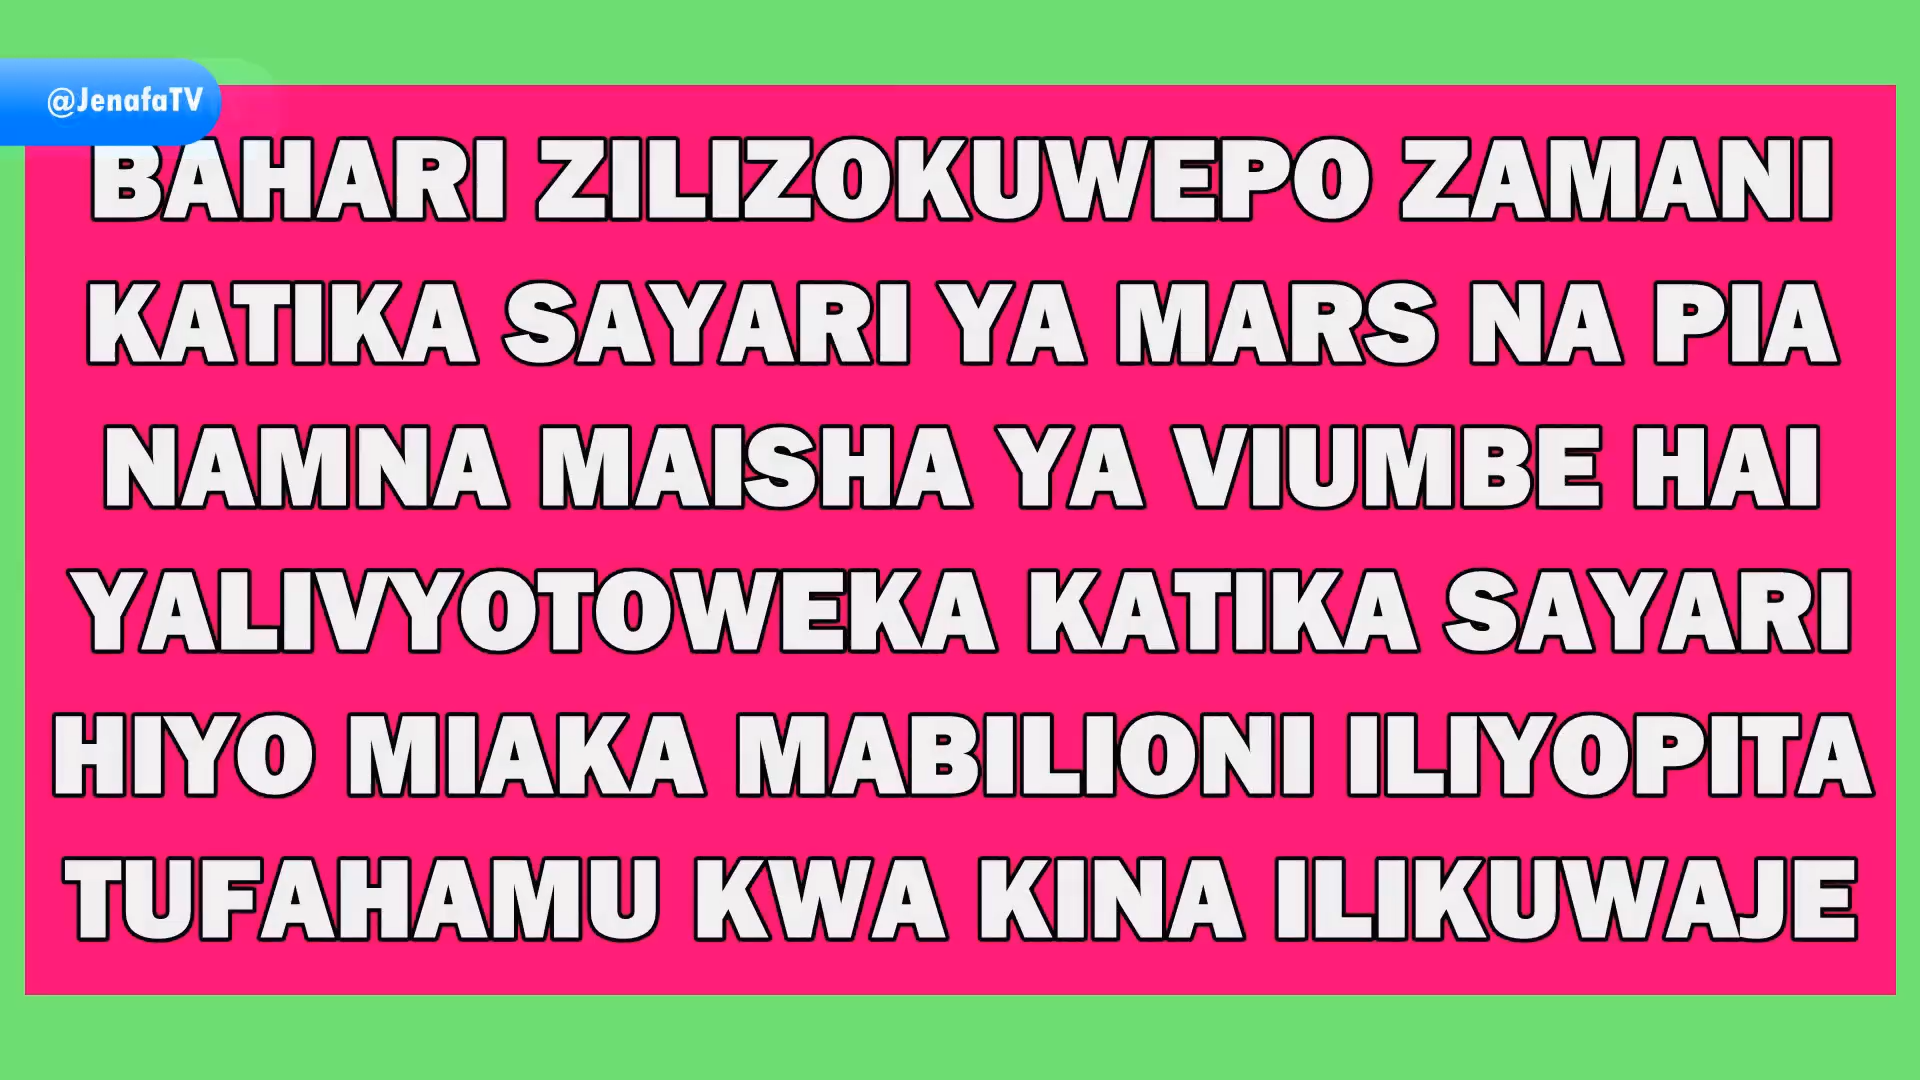 @JenafaTV
BAHARI ZILIZOKUWEPO ZAMANI
KATIKA SAYARI YA MARS NA PIA
NAMNA MAISHA YA VIUMBE HAI
YALIVYOTOWEKA KATIKA SAYARI
HIYO MIAKA MABILIONI ILIYOPITA
TUFAHAMU KWA KINA ILIKUWAJE